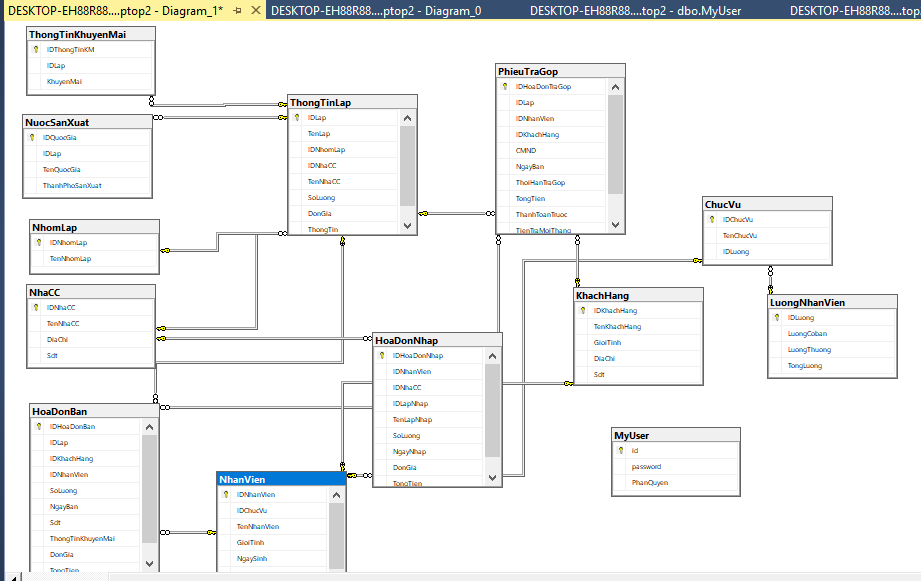 DESKTOP-EH88R88....ptop2 - Diagram_1*
DESKTOP-EH88R88....ptop2 - Diagram_0
DESKTOP-EH88R88....top2 - dbo.MyUser
DESKTOP-EH88R88....top
ThongTinKhuyenMai
IDThongTinKM
IDLap
KhuyenMai
NuocSanXuat
IDQuocGia
IDLap
TenQuocGia
ThanhPhoSanXuat
NhomLap
IDNhomLap
TenNhomLap
NhaCC
IDNhaCC
TenNhaCC
DiaChi
Sdt
HoaDonBan
IDHoaDonBan
IDLap
IDKhachHang
IDNhanVien
SoLuong
NgayBan
Sdt
ThongTinKhuyenMai
DonGia
TongTien
ThongTinLap
IDLap
TenLap
IDNhomLap
IDNhaCC
TenNhaCC
SoLuong
DonGia
ThongTin
NhanVien
IDNhanVien
IDChucVu
TenNhanVien
GioiTinh
NgaySinh
HoaDonNhap
IDHoaDonNhap
IDNhanVien
IDNhaCC
IDLapNhap
TenLapNhap
SoLuong
NgayNhap
DonGia
TongTien
PhieuTraGop
IDHoaDonTraGop
IDLap
IDNhanVien
IDKhachHang
CMND
NgayBan
ThoiHanTraGop
TongTien
ThanhToanTruoc
TienTraMoiThang
KhachHang
IDKhachHang
TenKhachHang
GioiTinh
DiaChi
Sdt
ChucVu
IDChucVu
TenChucVu
IDLuong
LuongNhanVien
IDLuong
LuongCoban
LuongThuong
TongLuong
MyUser
id
password
PhanQuyen